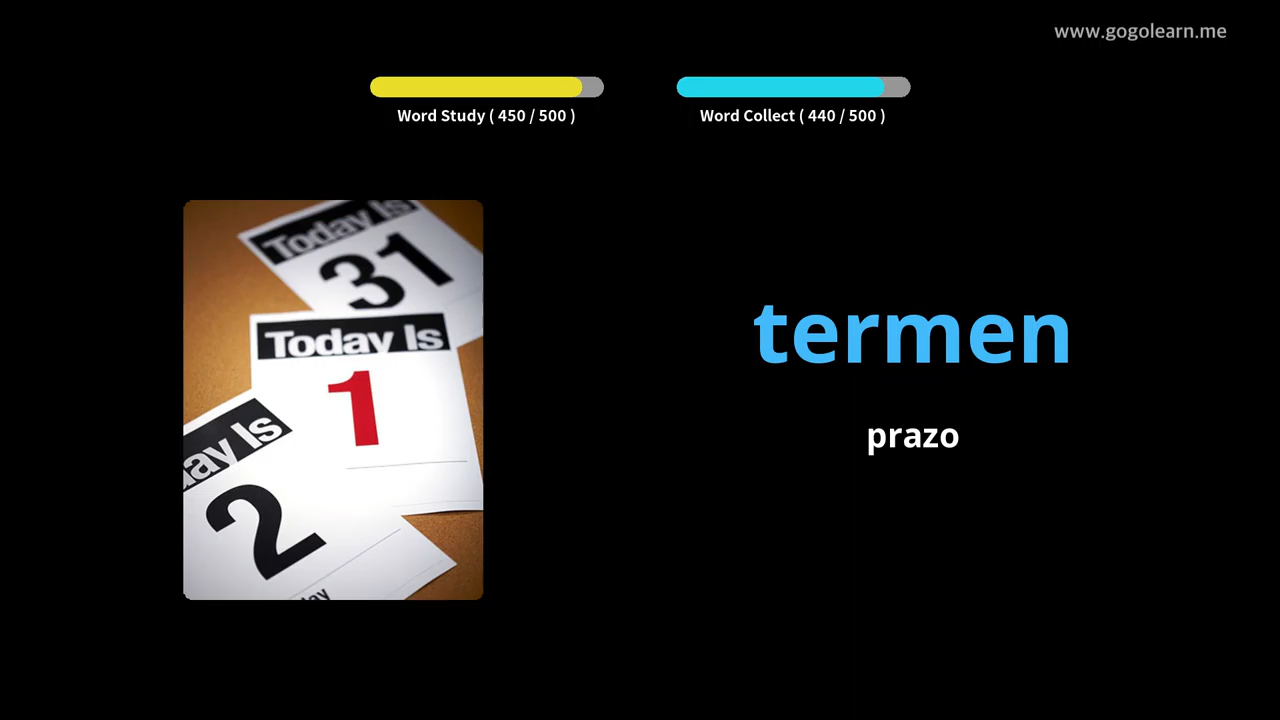 www.gogolearn.me
Word Study ( 450 / 500 )
Word Collect ( 440 / 500 )
Today Is
31
Today Is
1
ay Is
2
ay
termen
prazo